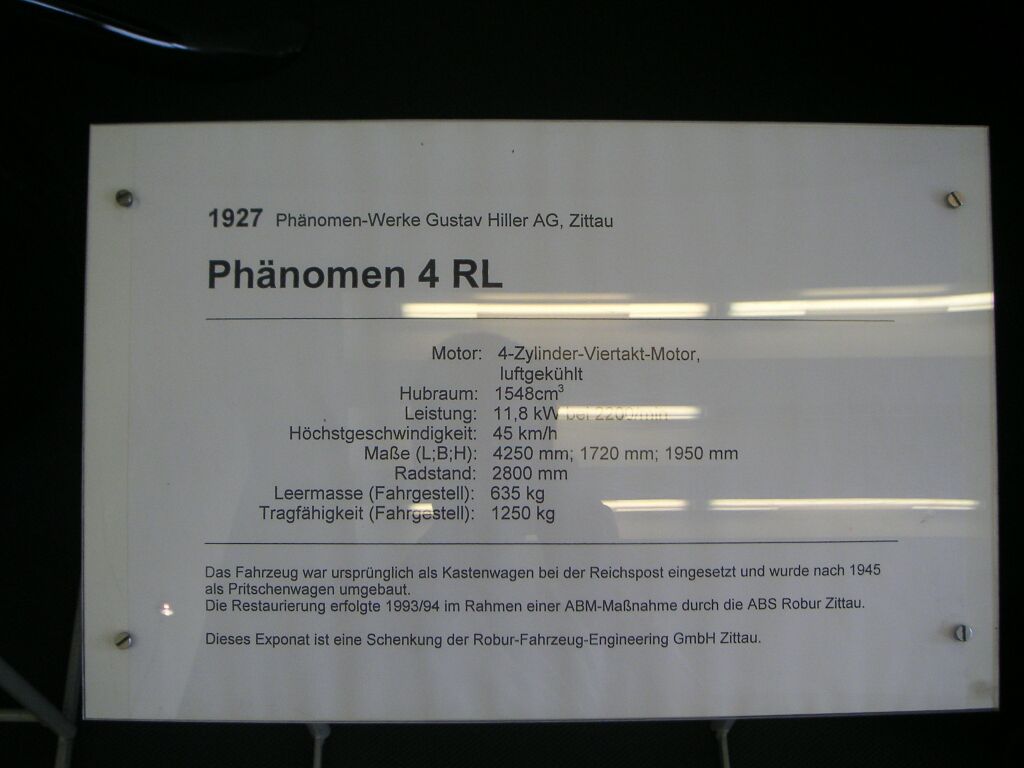 1927 Phänomen-Werke Gustav Hiller AG, Zittau
Phänomen 4 RL
Motor: 4-Zylinder-Viertakt-Motor,
luftgekühlt
Hubraum: 1548cm³
Leistung: 11,8 kW bei 2200/min
Höchstgeschwindigkeit: 45 km/h
Maße (L;B;H): 4250 mm; 1720 mm; 1950 mm
Radstand: 2800 mm
Leermasse (Fahrgestell): 635 kg
Tragfähigkeit (Fahrgestell): 1250 kg
Das Fahrzeug war ursprünglich als Kastenwagen bei der Reichspost eingesetzt und wurde nach 1945
als Pritschenwagen umgebaut.
Die Restaurierung erfolgte 1993/94 im Rahmen einer ABM-Maßnahme durch die ABS Robur Zittau.
Dieses Exponat ist eine Schenkung der Robur-Fahrzeug-Engineering GmbH Zittau.